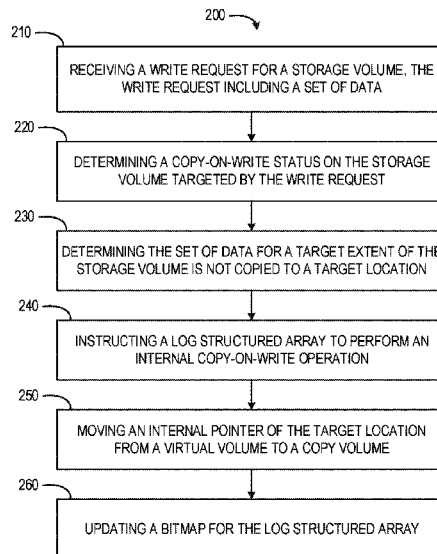 200
210
RECEIVING A WRITE REQUEST FOR A STORAGE VOLUME, THE
WRITE REQUEST INCLUDING A SET OF DATA
220
DETERMINING A COPY-ON-WRITE STATUS ON THE STORAGE
VOLUME TARGETED BY THE WRITE REQUEST
230
DETERMINING THE SET OF DATA FOR A TARGET EXTENT OF THE
STORAGE VOLUME IS NOT COPIED TO A TARGET LOCATION
240
INSTRUCTING A LOG STRUCTURED ARRAY TO PERFORM AN
INTERNAL COPY-ON-WRITE OPERATION
250
MOVING AN INTERNAL POINTER OF THE TARGET LOCATION
FROM A VIRTUAL VOLUME TO A COPY VOLUME
260
UPDATING A BITMAP FOR THE LOG STRUCTURED ARRAY